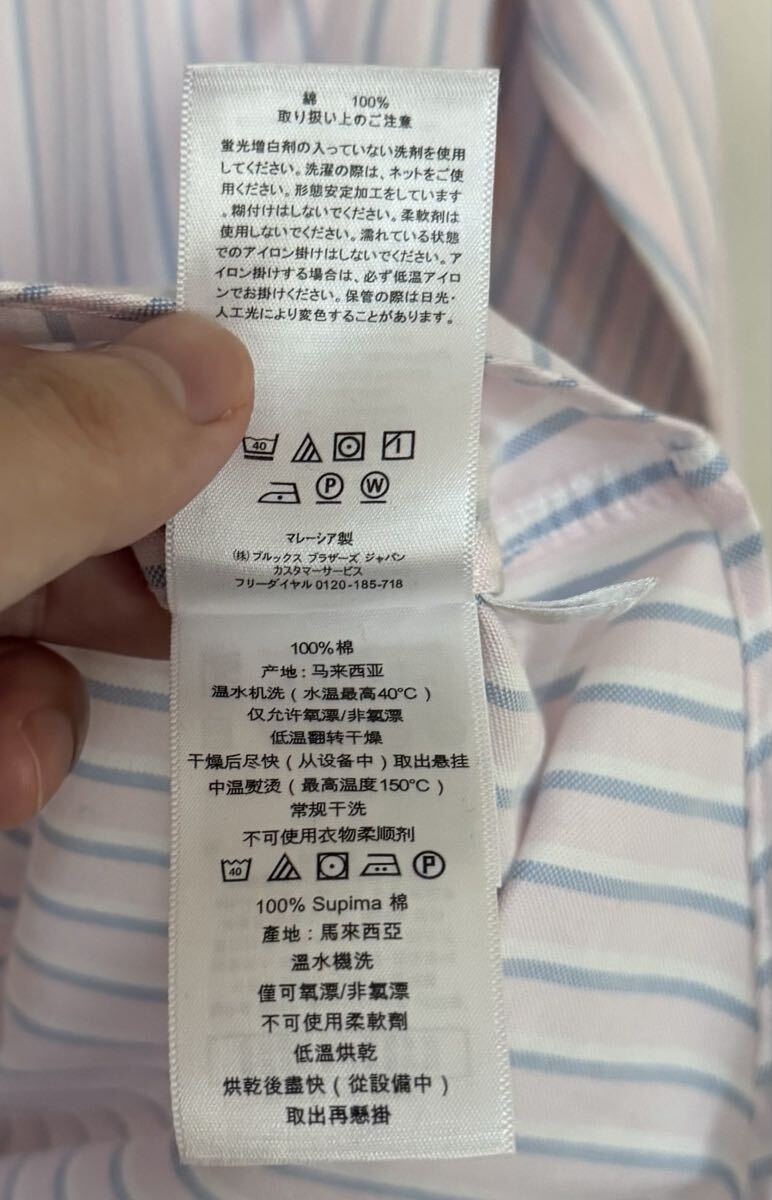 綿 100%
取り扱い上のご注意
蛍光増白剤の入っていない洗剤を使用
してください。洗濯の際は、ネットをご使
用ください。形態安定加工をしています
。糊付けはしないでください。柔軟剤は
使用しないでください。濡れている状態
でのアイロン掛けはしないでください。ア
イロン掛けする場合は、必ず低温アイロ
ンでお掛けください。保管の際は日光・
人工光により変色することがあります。
40
P W
マレーシア製
(株)ブルックス ブラザーズ ジャパン
カスタマーサービス
フリーダイヤル 0120-185-718
100%棉
产地：马来西亚
温水机洗（水温最高40°C）
仅允许氧漂/非氯漂
低温翻转干燥
干燥后尽快（从设备中）取出悬挂
中温熨烫（最高温度150°C）
常规干洗
不可使用衣物柔顺剂
40 P
100% Supima 棉
產地：馬來西亞
溫水機洗
僅可氧漂/非氯漂
不可使用柔軟劑
低溫烘乾
烘乾後盡快（從設備中）
取出再懸掛